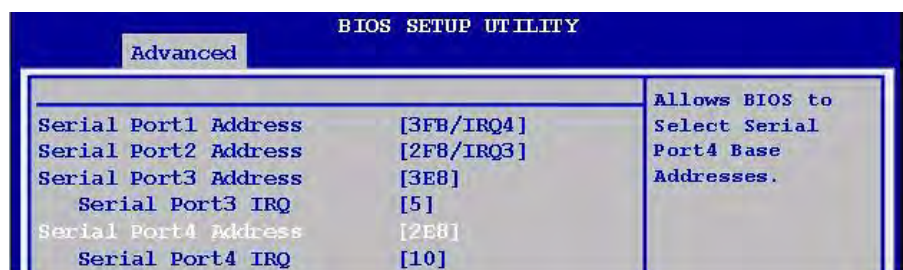 BIOS SETUP UTILITY
Advanced
Serial Port1 Address [3FB/IRQ4]
Serial Port2 Address [2F8/IRQ3]
Serial Port3 Address [3E8]
Serial Port3 IRQ [5]
Serial Port4 Address [2E8]
Serial Port4 IRQ [10]
Allows BIOS to
Select Serial
Port4 Base
Addresses.